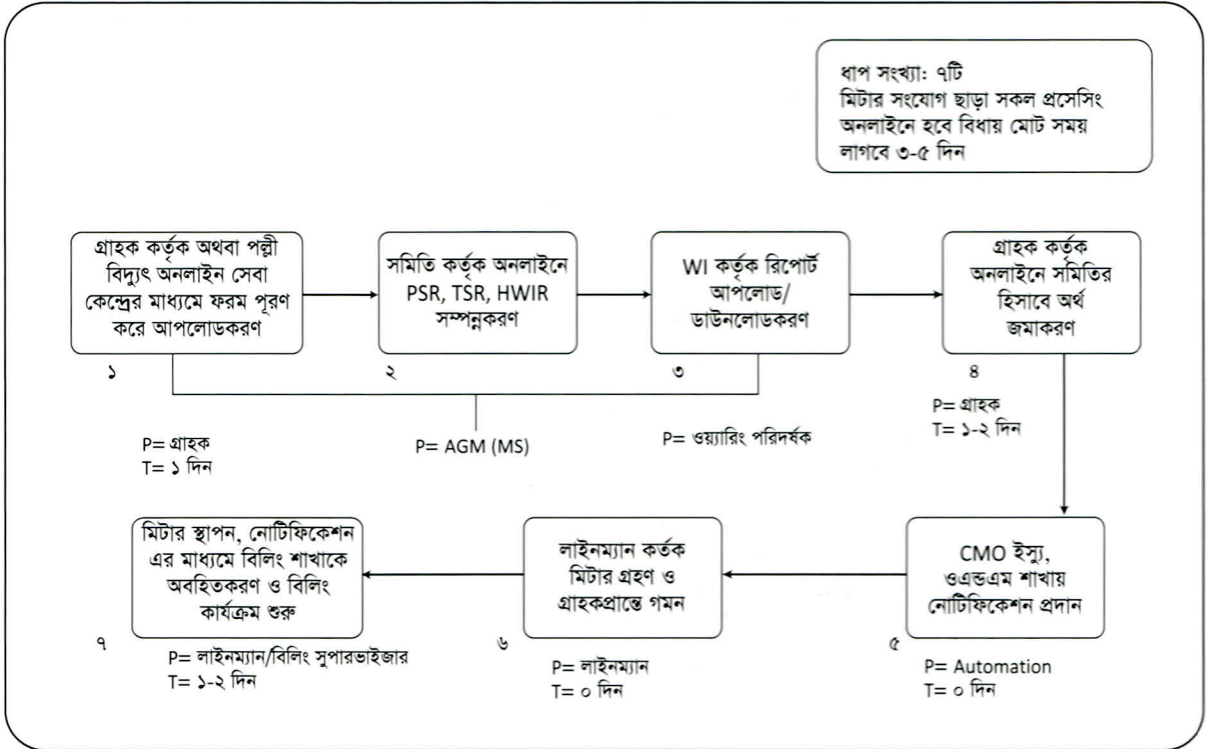 ধাপ সংখ্যা: ৭টি
মিটার সংযোগ ছাড়া সকল প্রসেসিং
অনলাইনে হবে বিধায় মোট সময়
লাগবে ৩-৫ দিন
গ্রাহক কর্তৃক অথবা পল্লী
বিদ্যুৎ অনলাইন সেবা
কেন্দ্রের মাধ্যমে ফরম পূরণ
করে আপলোডকরণ
১
P= গ্রাহক
T= ১ দিন
সমিতি কর্তৃক অনলাইনে
PSR, TSR, HWIR
সম্পন্নকরণ
২
P= AGM (MS)
WI কর্তৃক রিপোর্ট
আপলোড/
ডাউনলোডকরণ
৩
P= ওয়্যারিং পরিদর্ষক
গ্রাহক কর্তৃক
অনলাইনে সমিতির
হিসাবে অর্থ
জমাকরণ
৪
P= গ্রাহক
T= ১-২ দিন
CMO ইস্যু,
ওএন্ডএম শাখায়
নোটিফিকেশন প্রদান
৫
P= Automation
T= ০ দিন
লাইনম্যান কর্তক
মিটার গ্রহণ ও
গ্রাহকপ্রান্তে গমন
৬
P= লাইনম্যান
T= ০ দিন
মিটার স্থাপন, নোটিফিকেশন
এর মাধ্যমে বিলিং শাখাকে
অবহিতকরণ ও বিলিং
কার্যক্রম শুরু
৭
P= লাইনম্যান/বিলিং সুপারভাইজার
T= ১-২ দিন